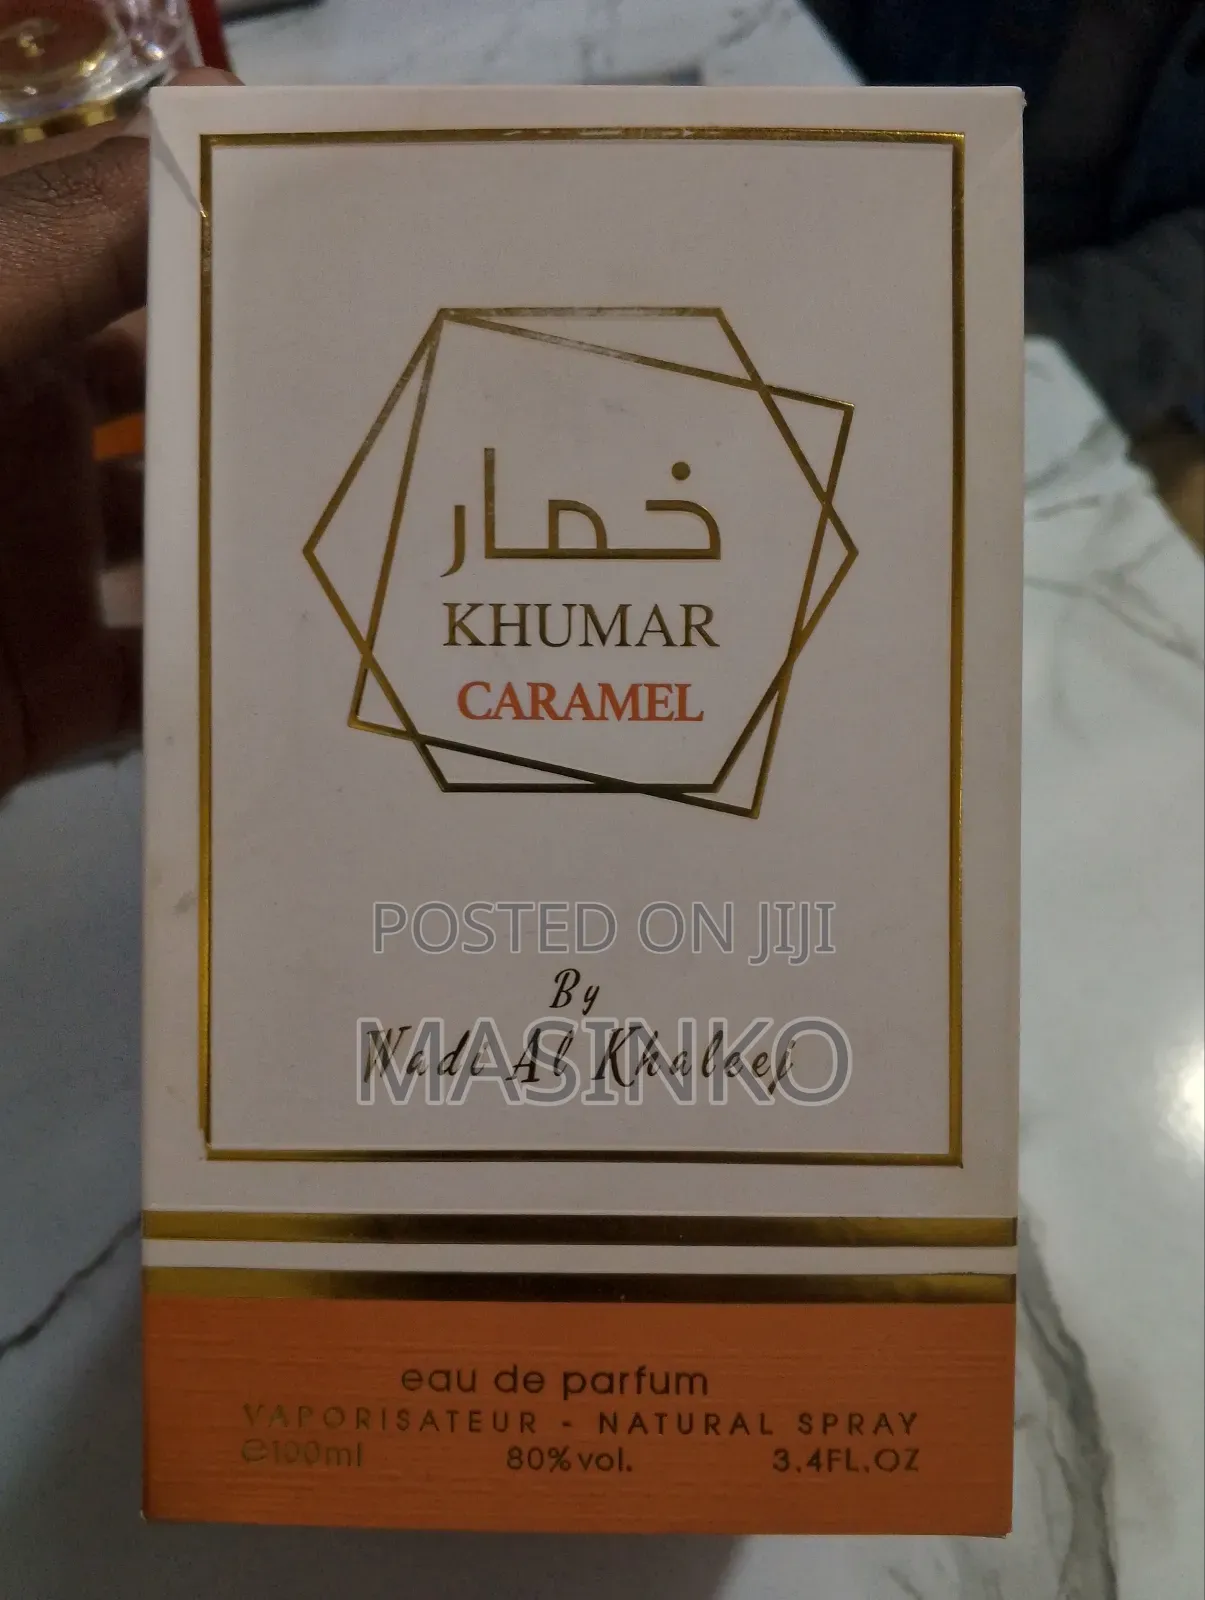 خمار
KHUMAR
CARAMEL
POSTED ON JIJI
By
Wadi Al Khaleej
MASINKO
eau de parfum
VAPORISATEUR - NATURAL SPRAY
℮100ml 80%vol. 3.4FL.OZ